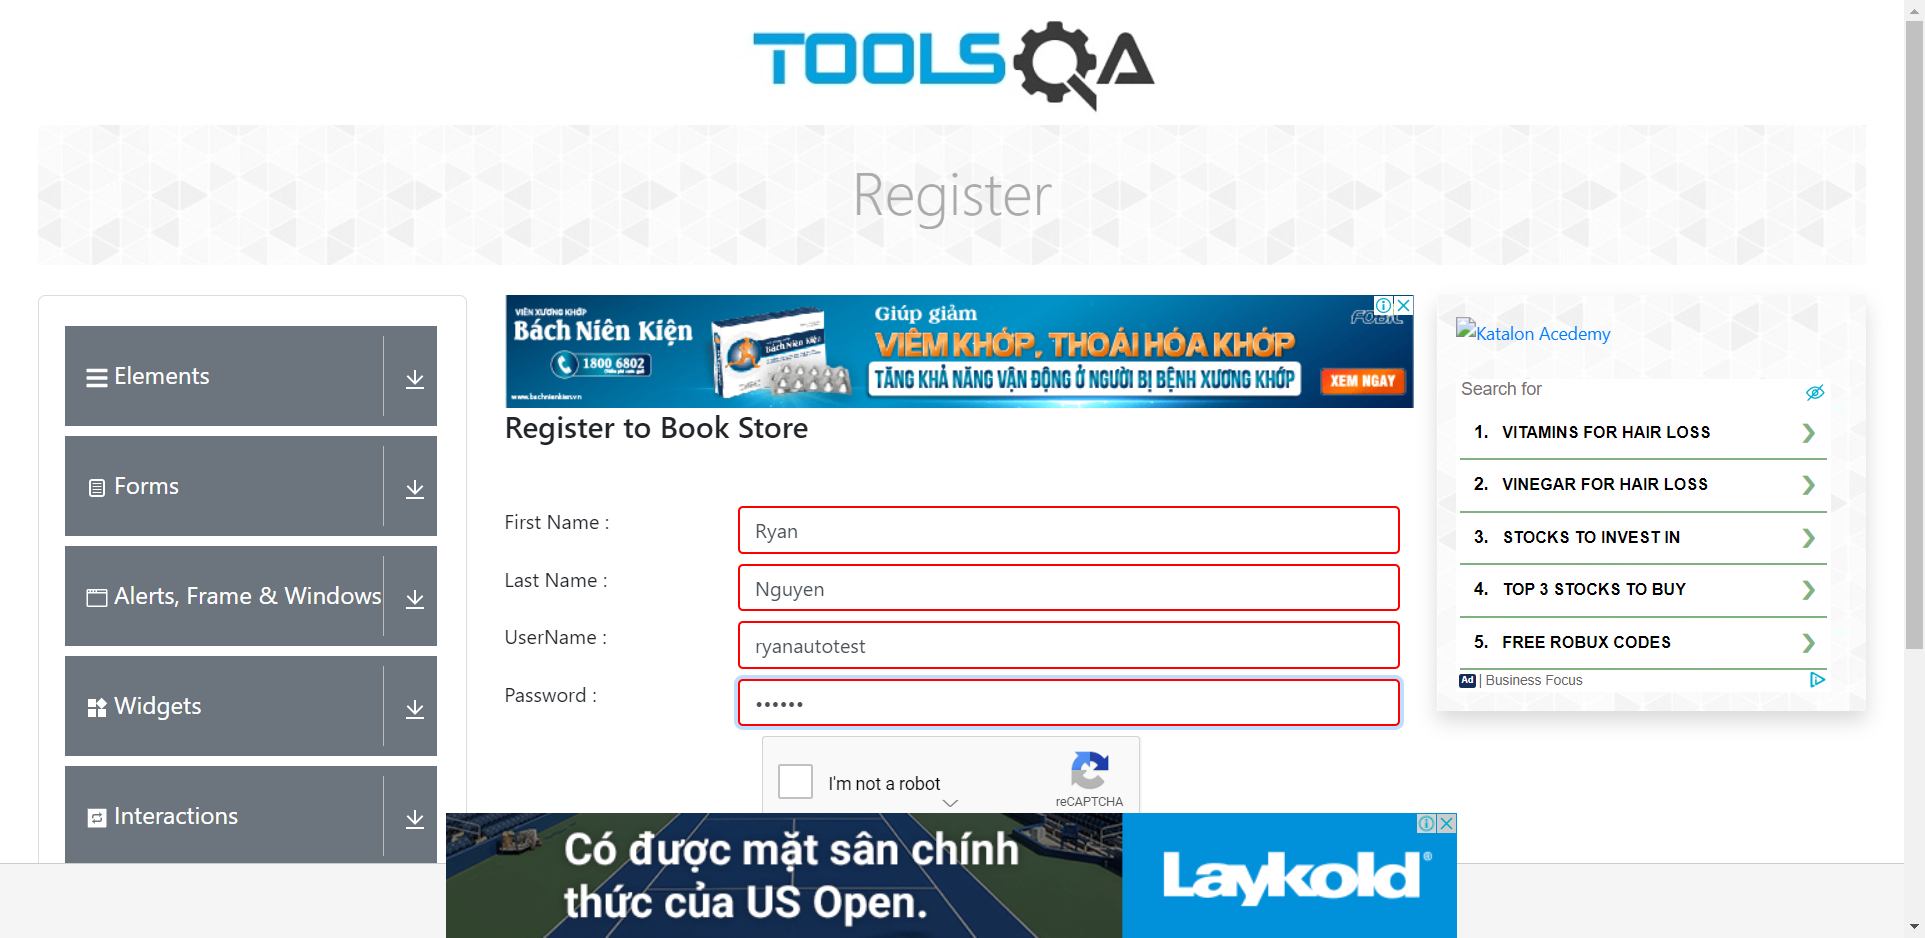 TOOLSQA
Register
Elements
Forms
Alerts, Frame & Windows
Widgets
Interactions
VIÊN XƯƠNG KHỚP
Bách Niên Kiện
1800 6802
www.bachnienkien.vn
Bách Niên Kiện
Giúp giảm
VIÊM KHỚP, THOÁI HÓA KHỚP
TĂNG KHẢ NĂNG VẬN ĐỘNG Ở NGƯỜI BỊ BỆNH XƯƠNG KHỚP
XEM NGAY
Register to Book Store
First Name :
Ryan
Last Name :
Nguyen
UserName :
ryanautotest
Password :
••••••
I'm not a robot
reCAPTCHA
Katalon Acedemy
Search for
1. VITAMINS FOR HAIR LOSS
2. VINEGAR FOR HAIR LOSS
3. STOCKS TO INVEST IN
4. TOP 3 STOCKS TO BUY
5. FREE ROBUX CODES
Ad | Business Focus
Có được mặt sân chính
thức của US Open.
Laykold®